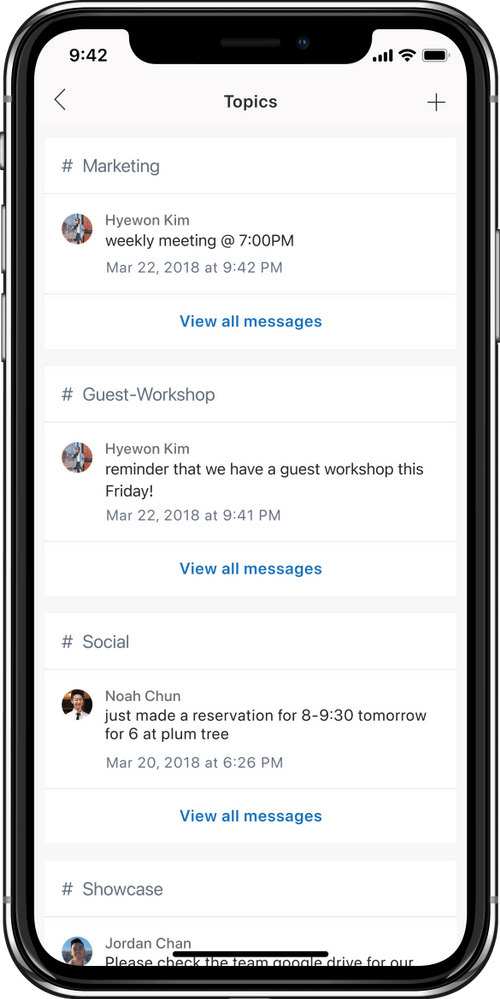 9:42
Topics
# Marketing
Hyewon Kim
weekly meeting @ 7:00PM
Mar 22, 2018 at 9:42 PM
View all messages
# Guest-Workshop
Hyewon Kim
reminder that we have a guest workshop this
Friday!
Mar 22, 2018 at 9:41 PM
View all messages
# Social
Noah Chun
just made a reservation for 8-9:30 tomorrow
for 6 at plum tree
Mar 20, 2018 at 6:26 PM
View all messages
# Showcase
Jordan Chan
Please check the team google drive for our